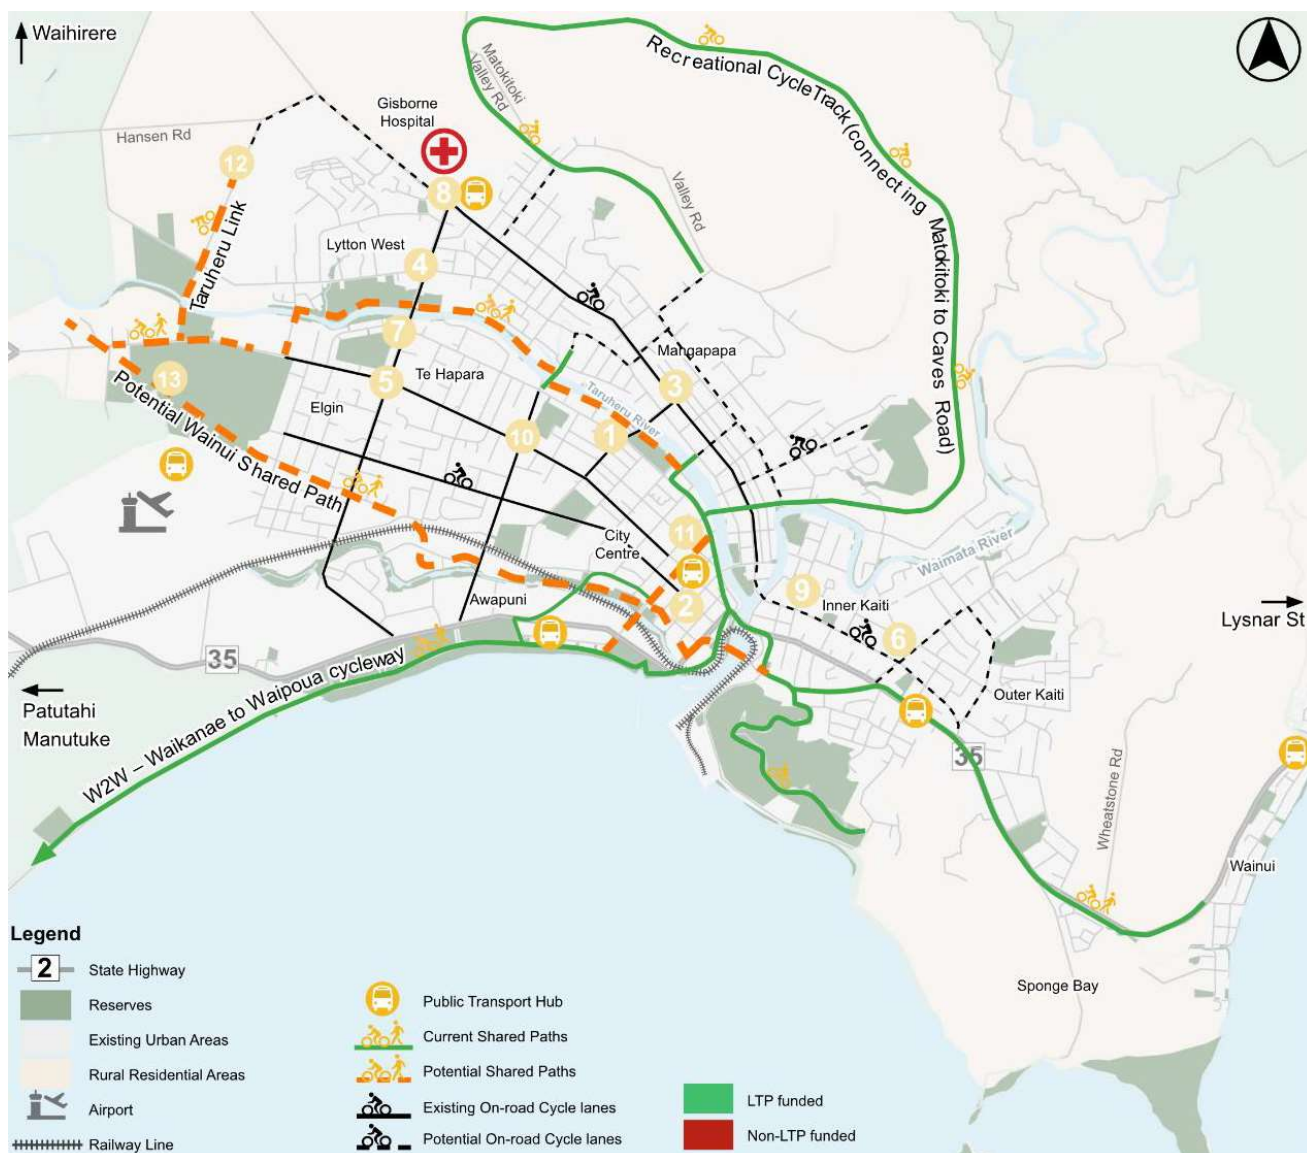 Waihirere
Recreational CycleTrack (connecting Matokitoki to Caves Road)
Matokitoki
Valley Rd
Gisborne
Hospital
Hansen Rd
12
8
Valley Rd
Taruheru Link
Lytton West
4
7
Mangapapa
3
Te Hapara
5
13
Potential Wainui Shared Path
Elgin
Taruheru River
1
10
11
City
Centre
Waimata River
9
Inner Kaiti
2
Awapuni
6
Lysnar St
35
W2W – Waikanae to Waipoua cycleway
Patutahi
Manutuke
Outer Kaiti
35
Wheatstone Rd
Wainui
Sponge Bay
Legend
2
State Highway
Reserves
Existing Urban Areas
Rural Residential Areas
Airport
Railway Line
Public Transport Hub
Current Shared Paths
Potential Shared Paths
Existing On-road Cycle lanes
Potential On-road Cycle lanes
LTP funded
Non-LTP funded